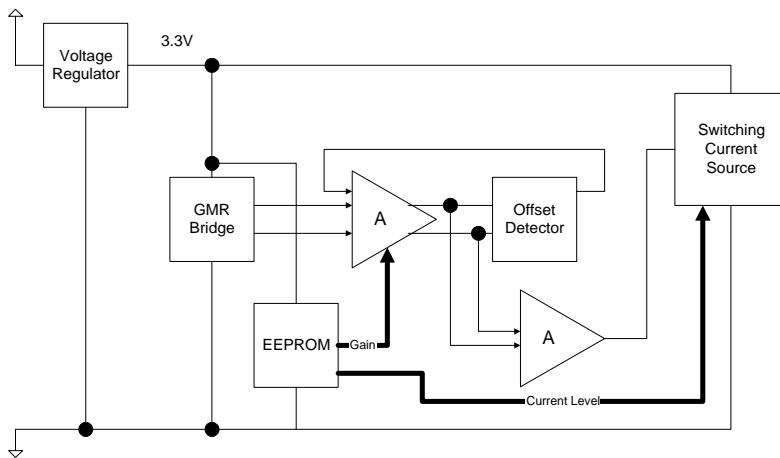 Voltage
Regulator
3.3V
Switching
Current
Source
GMR
Bridge
A
Offset
Detector
EEPROM
Gain
A
Current Level